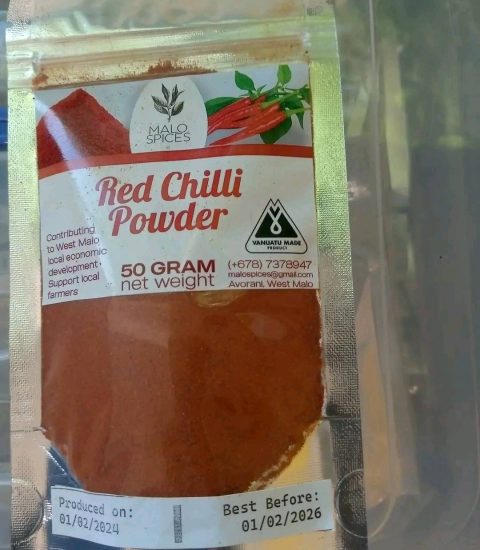 MALO
SPICES
Red Chilli
Powder
Contributing
to West Malo
local economic
development
Support local
farmers
50 GRAM
net weight
VANUATU MADE
PRODUCT
(+678) 7378947
malospices@gmail.com
Avorani, West Malo
Produced on:
01/02/2024
Best Before:
01/02/2026